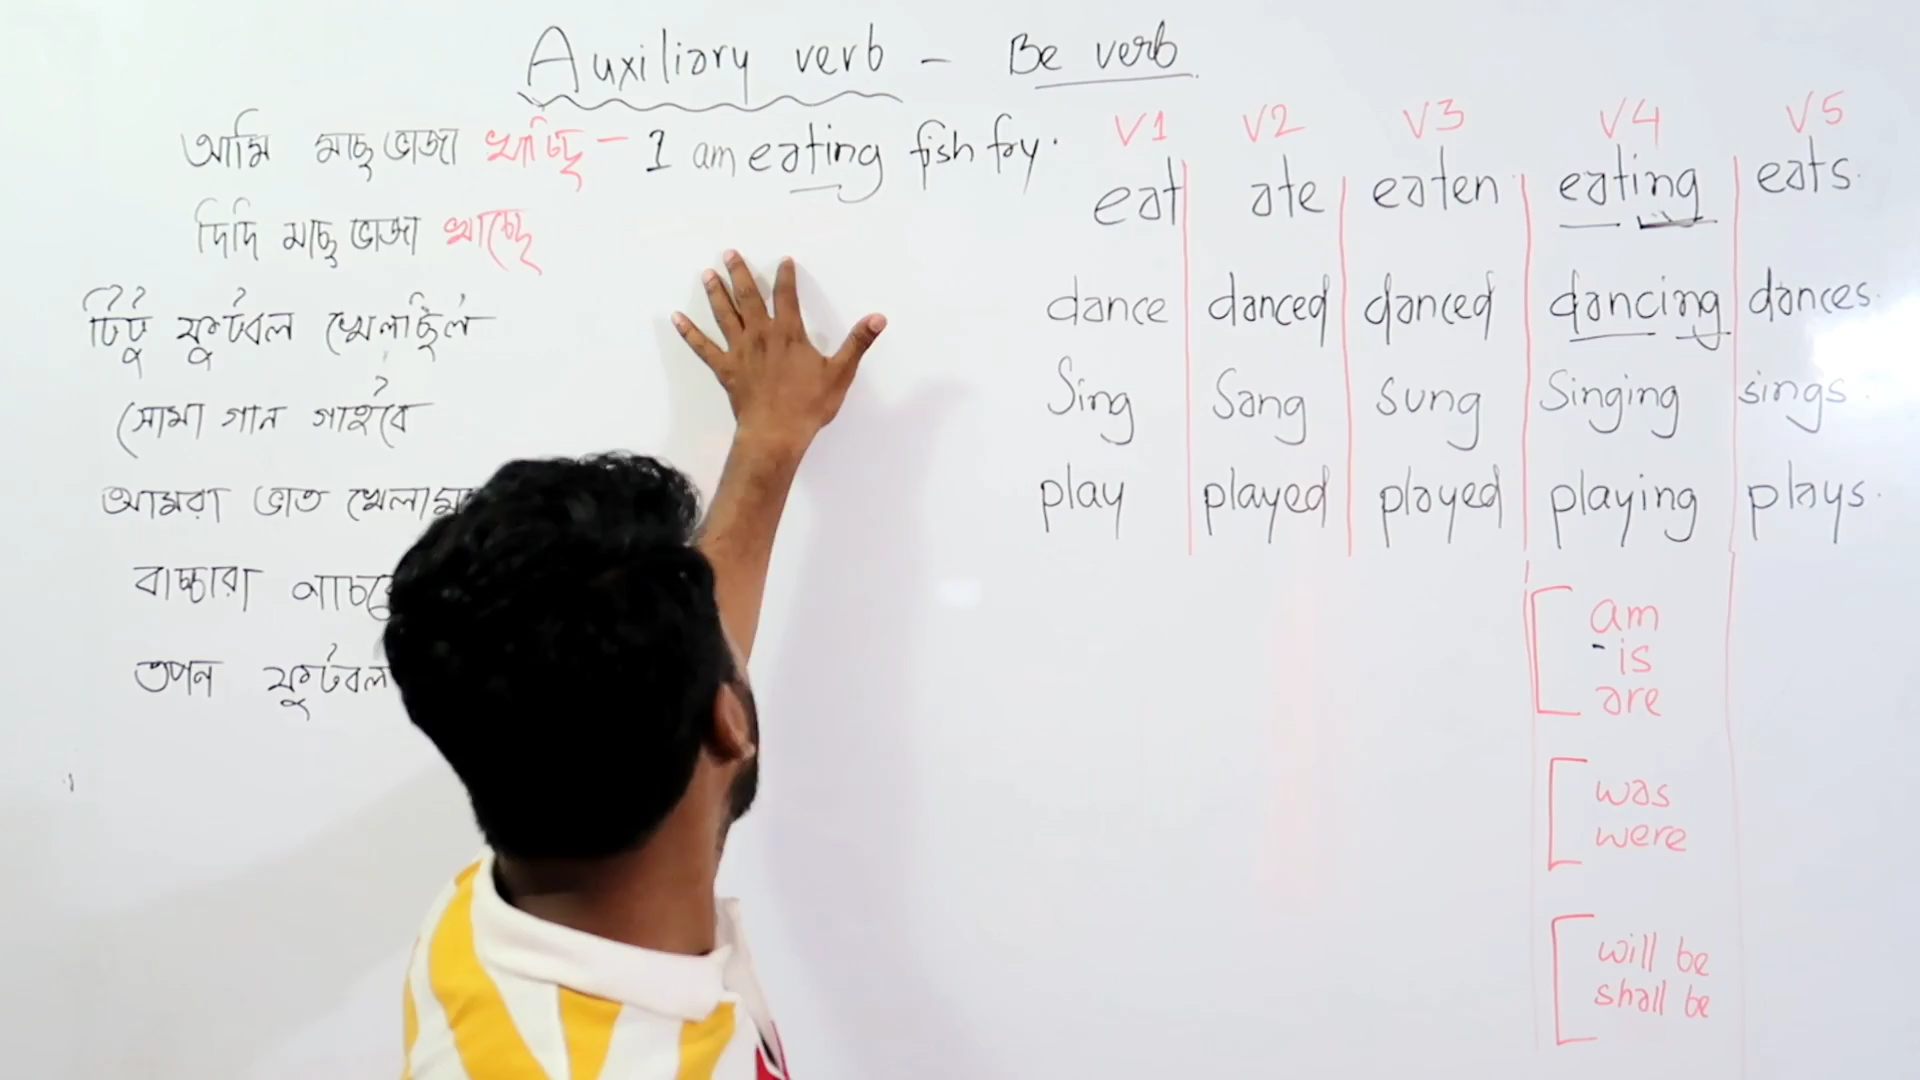 Auxiliary verb - Be verb
আমি মাছ ভাজা খাচ্ছি - I am eating fish fry.
দিদি মাছ ভাজা খাচ্ছে
টিটু ফুটবল খেলছিল
সোমা গান গাইবে
আমরা ভাত খেলাম
বাচ্চারা নাচবে
তপন ফুটবল
V1 V2 V3 V4 V5
eat ate eaten eating eats.
dance danced danced dancing dances.
Sing Sang sung Singing sings.
play played played playing plays.
am
is
are
was
were
will be
shall be